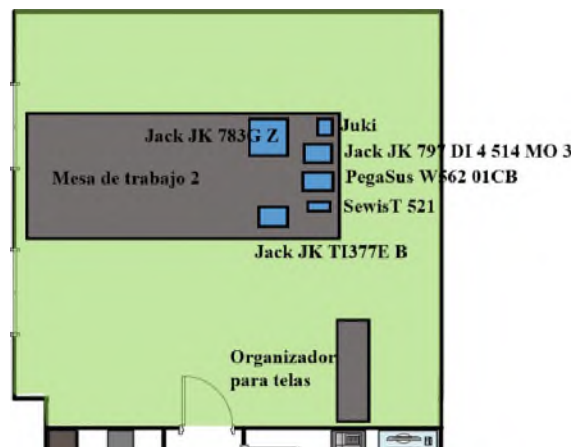 Juki
Jack JK 783G Z
Jack JK 797 DI 4 514 MO 3
Mesa de trabajo 2
PegaSus W562 01CB
SewisT 521
Jack JK TI377E B
Organizador
para telas